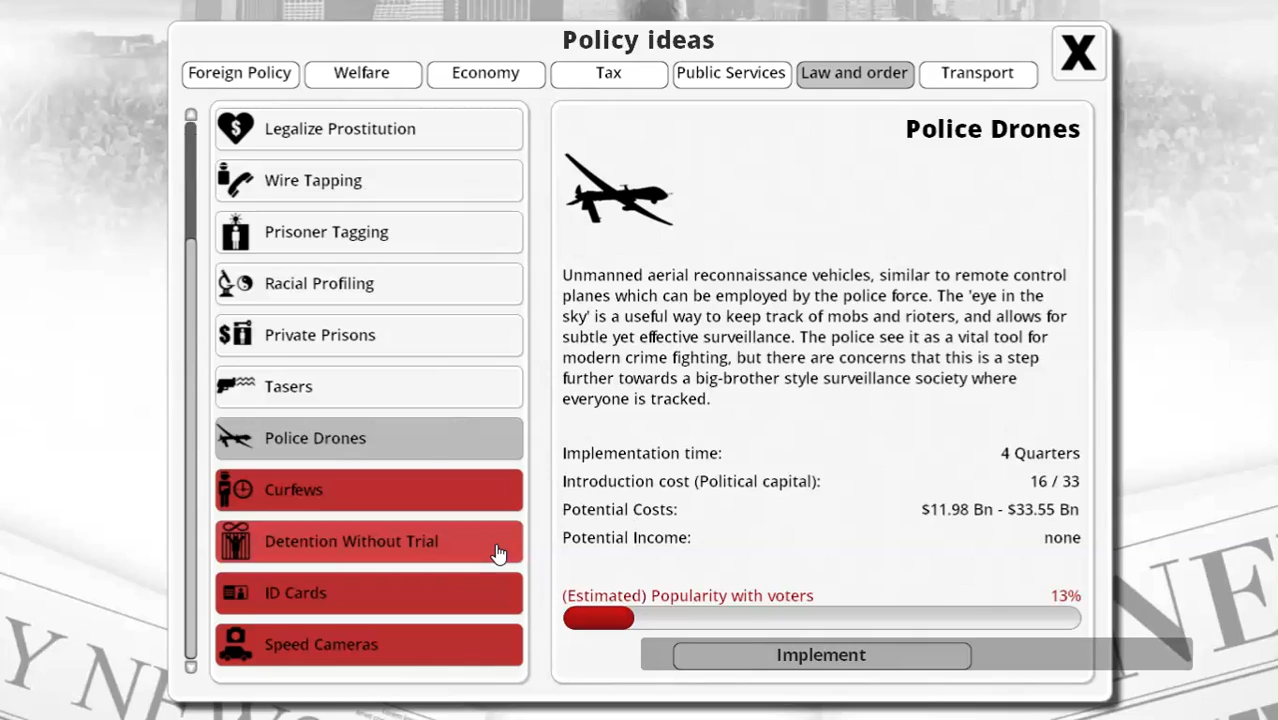 Policy ideas
X
Foreign Policy
Welfare
Economy
Tax
Public Services
Law and order
Transport
Legalize Prostitution
Wire Tapping
Prisoner Tagging
Racial Profiling
Private Prisons
Tasers
Police Drones
Curfews
Detention Without Trial
ID Cards
Speed Cameras
Police Drones
Unmanned aerial reconnaissance vehicles, similar to remote control
planes which can be employed by the police force. The 'eye in the
sky' is a useful way to keep track of mobs and rioters, and allows for
subtle yet effective surveillance. The police see it as a vital tool for
modern crime fighting, but there are concerns that this is a step
further towards a big-brother style surveillance society where
everyone is tracked.
Implementation time: 4 Quarters
Introduction cost (Political capital): 16 / 33
Potential Costs: $11.98 Bn - $33.55 Bn
Potential Income: none
(Estimated) Popularity with voters 13%
Implement